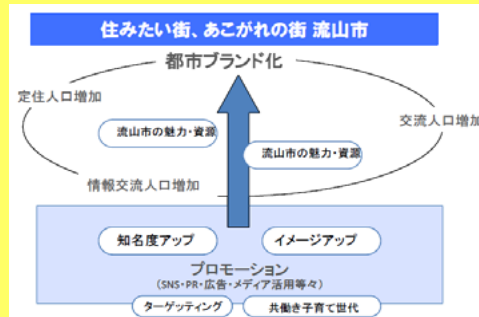 住みたい街、あこがれの街 流山市
都市ブランド化
定住人口増加
交流人口増加
流山市の魅力・資源
流山市の魅力・資源
情報交流人口増加
知名度アップ
イメージアップ
プロモーション
(SNS・PR・広告・メディア活用等々)
ターゲッティング
共働き子育て世代